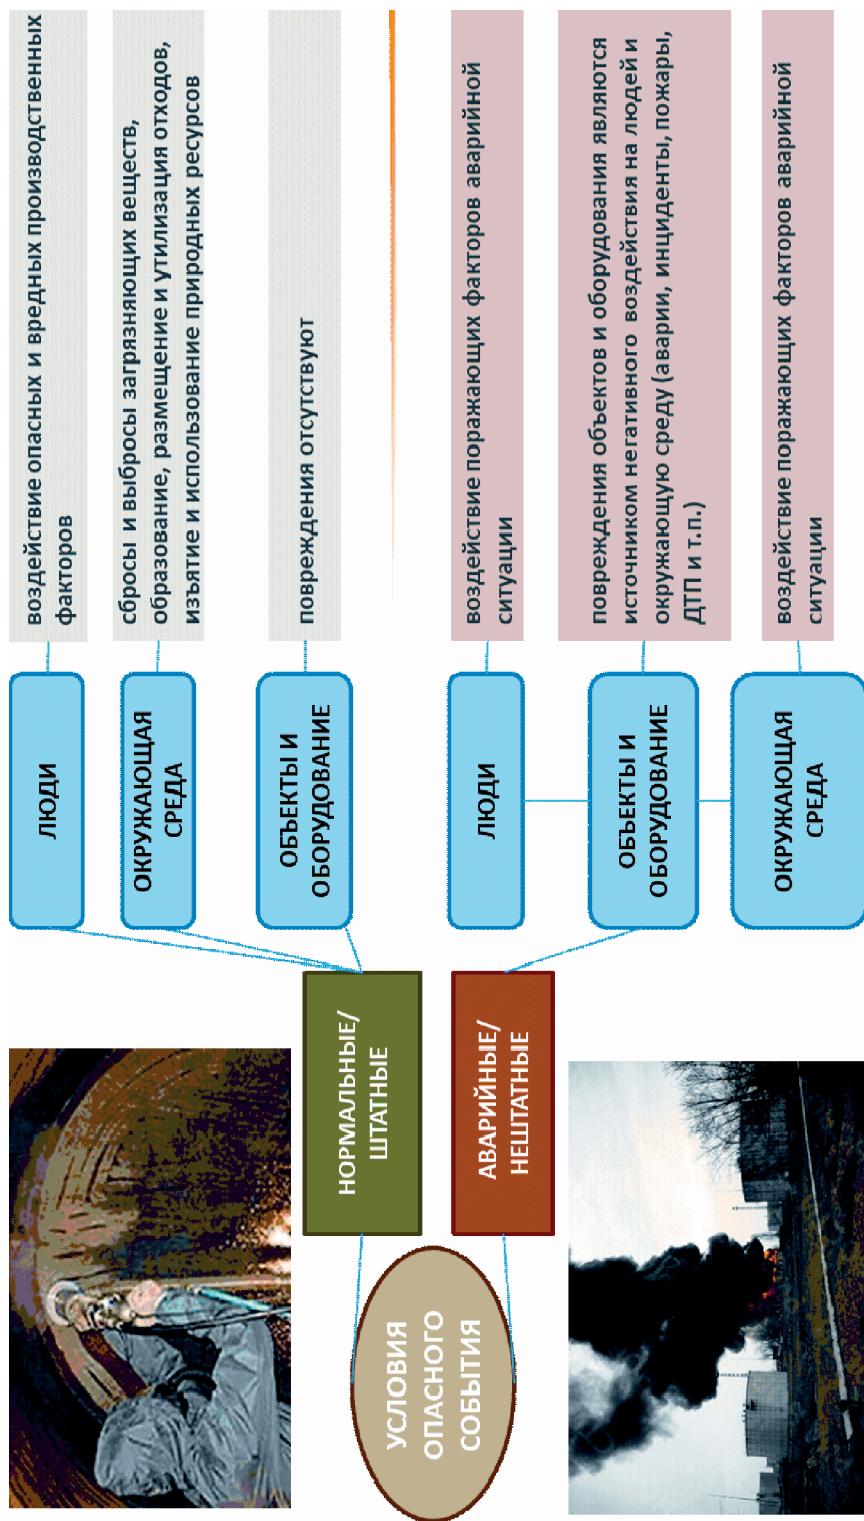 УСЛОВИЯ
ОПАСНОГО
СОБЫТИЯ
НОРМАЛЬНЫЕ/
ШТАТНЫЕ
ЛЮДИ
воздействие опасных и вредных производственных
факторов
ОКРУЖАЮЩАЯ
СРЕДА
сбросы и выбросы загрязняющих веществ,
образование, размещение и утилизация отходов,
изъятие и использование природных ресурсов
ОБЪЕКТЫ И
ОБОРУДОВАНИЕ
повреждения отсутствуют
АВАРИЙНЫЕ/
НЕШТАТНЫЕ
ЛЮДИ
воздействие поражающих факторов аварийной
ситуации
ОБЪЕКТЫ И
ОБОРУДОВАНИЕ
повреждения объектов и оборудования являются
источником негативного воздействия на людей и
окружающую среду (аварии, инциденты, пожары,
ДТП и т.п.)
ОКРУЖАЮЩАЯ
СРЕДА
воздействие поражающих факторов аварийной
ситуации